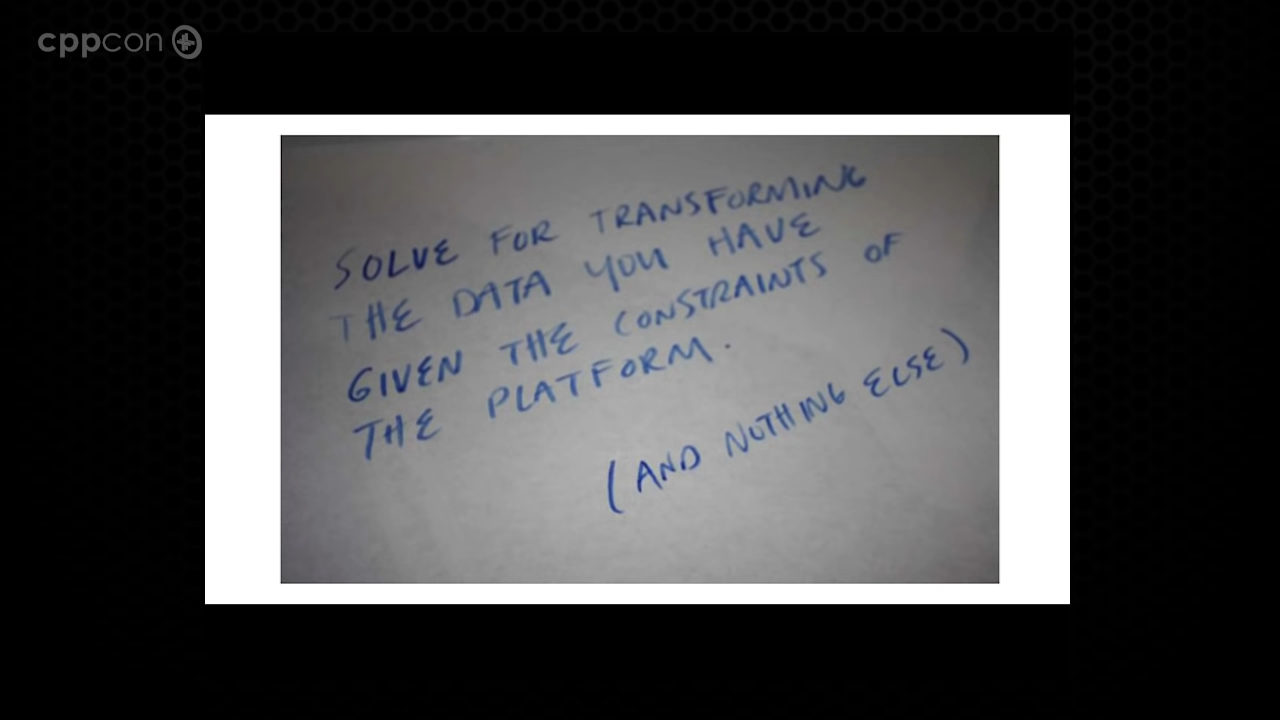 cppcon
SOLVE FOR TRANSFORMING
THE DATA YOU HAVE
GIVEN THE CONSTRAINTS OF
THE PLATFORM.
(AND NOTHING ELSE)